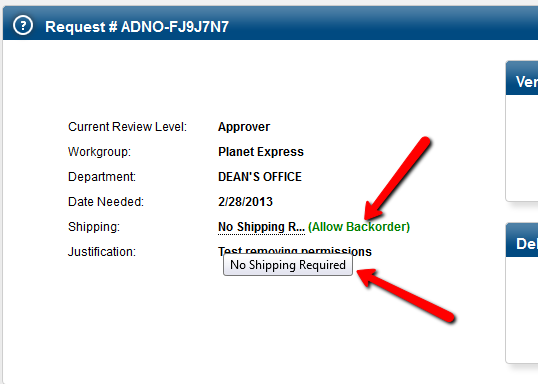 Request # ADNO-FJ9J7N7
Ver
Current Review Level: Approver
Workgroup: Planet Express
Department: DEAN'S OFFICE
Date Needed: 2/28/2013
Shipping: No Shipping R... (Allow Backorder)
Del
Justification: Test removing permissions
No Shipping Required